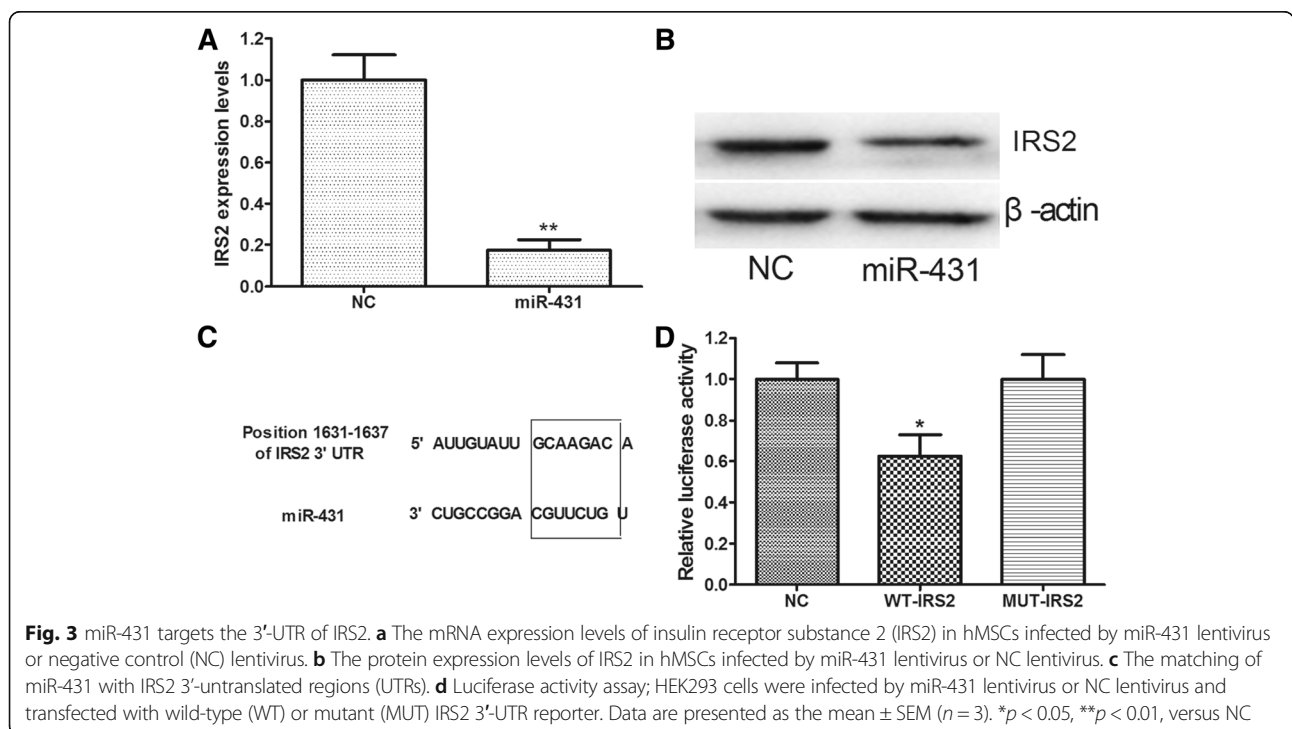 A
1.2
1.0
0.8
0.6
0.4
0.2
0.0
IRS2 expression levels
**
NC
miR-431
B
IRS2
β -actin
NC
miR-431
C
Position 1631-1637
of IRS2 3' UTR
5' AUUGUAUU GCAAGAC A
miR-431
3' CUGCCGGA CGUUCUG U
D
1.2
1.0
0.8
0.6
0.4
0.2
0.0
Relative luciferase activity
*
NC
WT-IRS2
MUT-IRS2
Fig. 3 miR-431 targets the 3′-UTR of IRS2. a The mRNA expression levels of insulin receptor substance 2 (IRS2) in hMSCs infected by miR-431 lentivirus
or negative control (NC) lentivirus. b The protein expression levels of IRS2 in hMSCs infected by miR-431 lentivirus or NC lentivirus. c The matching of
miR-431 with IRS2 3′-untranslated regions (UTRs). d Luciferase activity assay; HEK293 cells were infected by miR-431 lentivirus or NC lentivirus and
transfected with wild-type (WT) or mutant (MUT) IRS2 3′-UTR reporter. Data are presented as the mean ± SEM (n = 3). *p < 0.05, **p < 0.01, versus NC